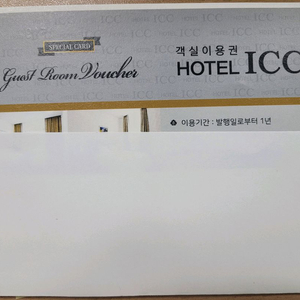 SPECIAL CARD
Guest Room Voucher
객실이용권
HOTEL ICC
이용기간 : 발행일로부터 1년